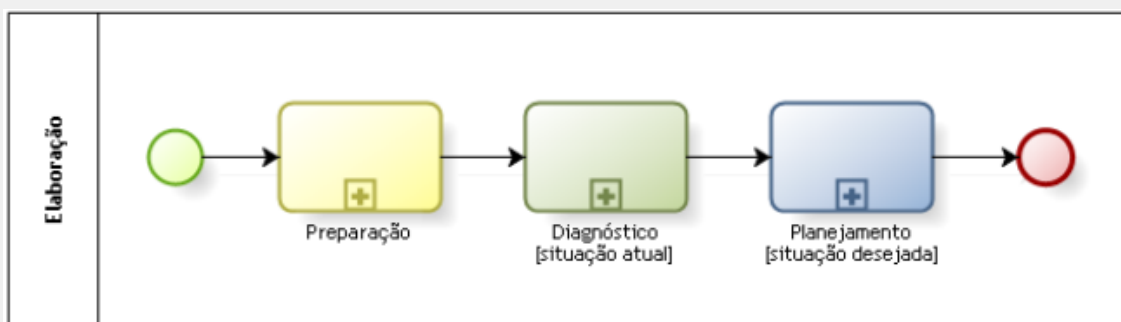 Elaboração
Preparação
Diagnóstico
[situação atual]
Planejamento
[situação desejada]